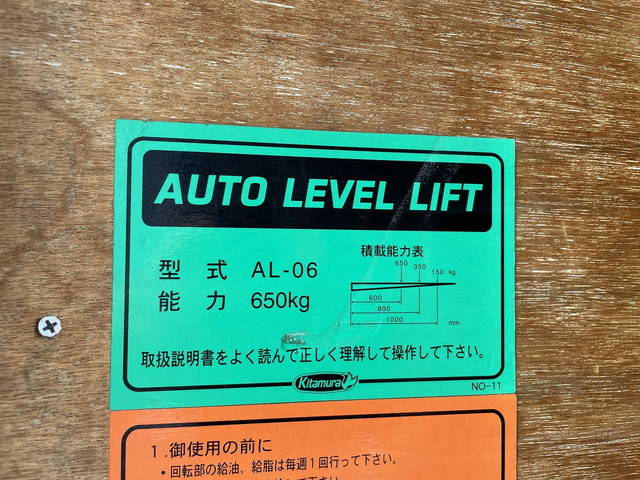 AUTO LEVEL LIFT
型 式 AL-06
能 力 650kg
積載能力表
650 350 150 kg
600
800
1000 mm
取扱説明書をよく読んで正しく理解して操作して下さい。
Kitamura
NO-11
1.御使用の前に
・回転部の給油、給脂は毎週1回行って下さい。